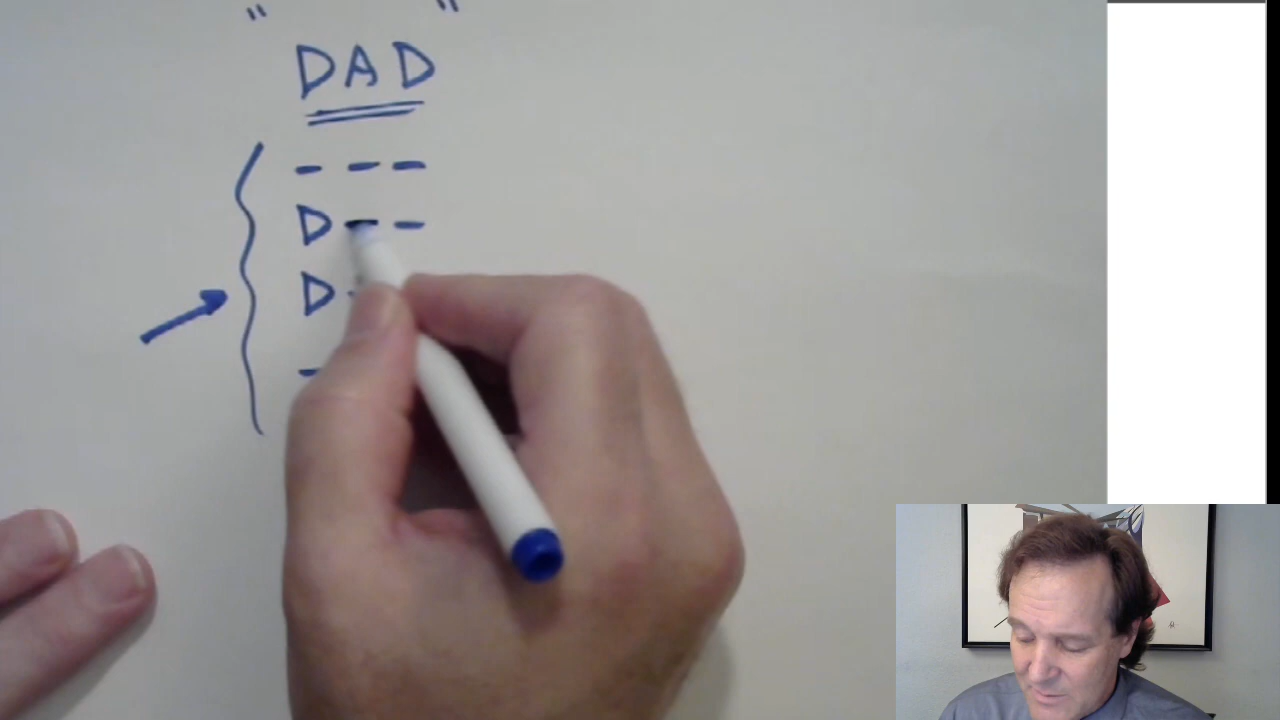 "        "
DAD
- - -
D - -
D -
-